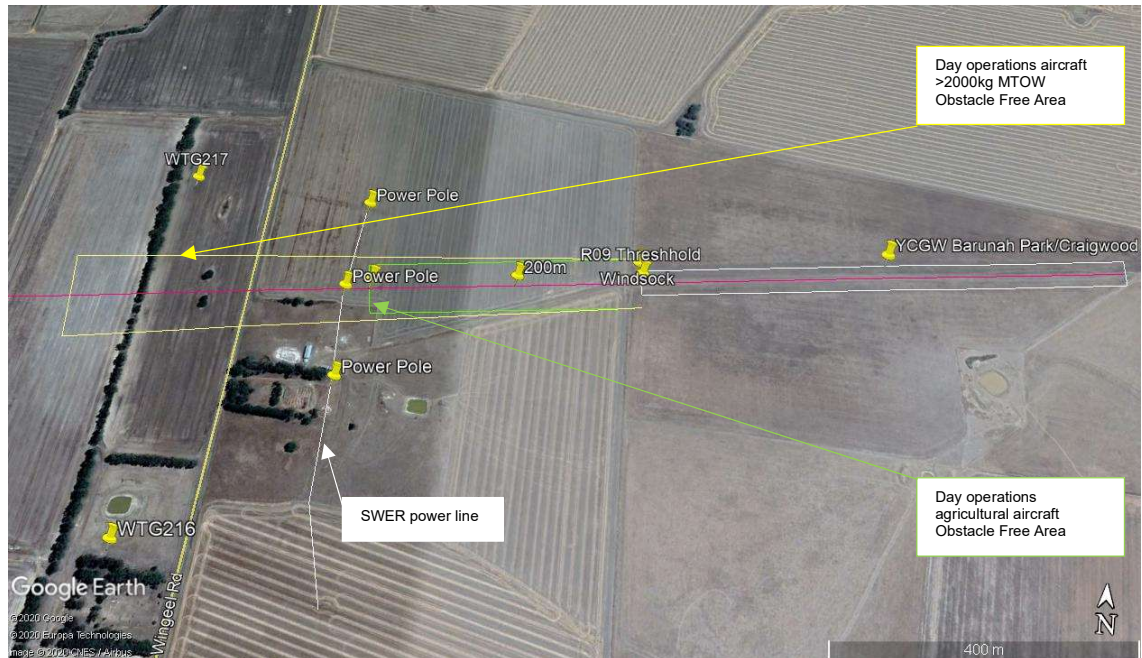 Day operations aircraft
>2000kg MTOW
Obstacle Free Area
WTG217
Power Pole
YCGW Barunah Park/Craigwood
R09 Threshhold
200m
Power Pole
Windsock
Power Pole
Day operations
agricultural aircraft
Obstacle Free Area
SWER power line
WTG216
Google Earth
Wingeel Rd
©2020 Google
©2020 Europa Technologies
Image © 2020 CNES / Airbus
N
400 m